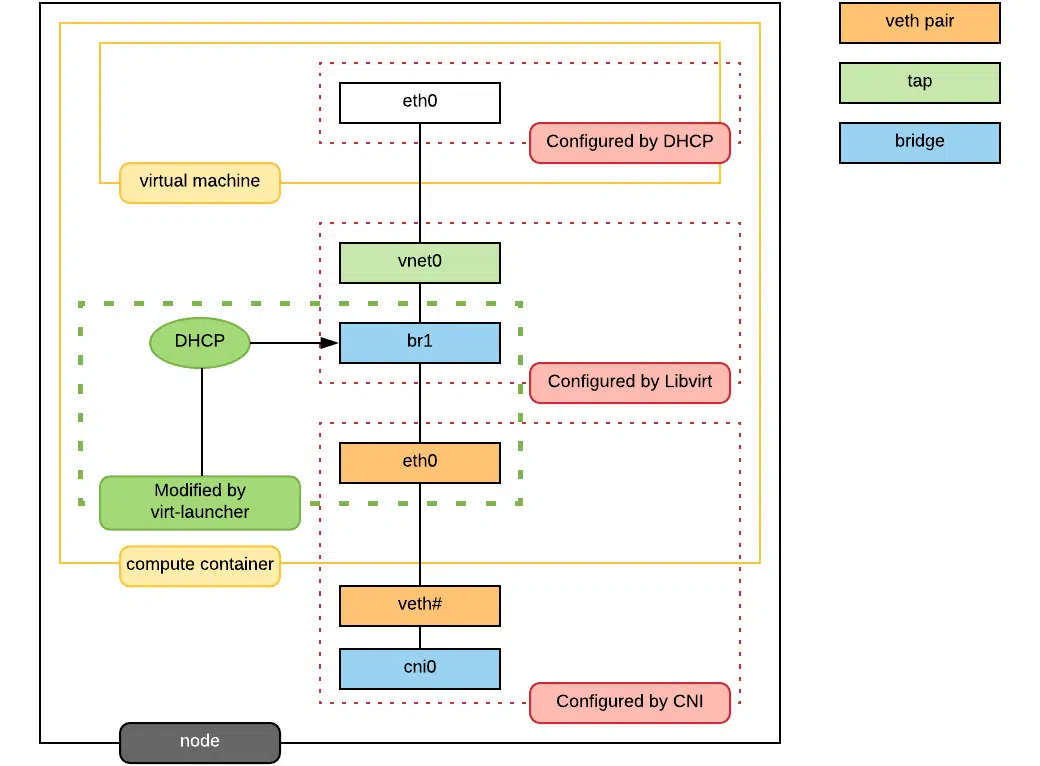 veth pair
tap
bridge
eth0
Configured by DHCP
virtual machine
vnet0
DHCP
br1
Configured by Libvirt
eth0
Modified by
virt-launcher
compute container
veth#
cni0
Configured by CNI
node